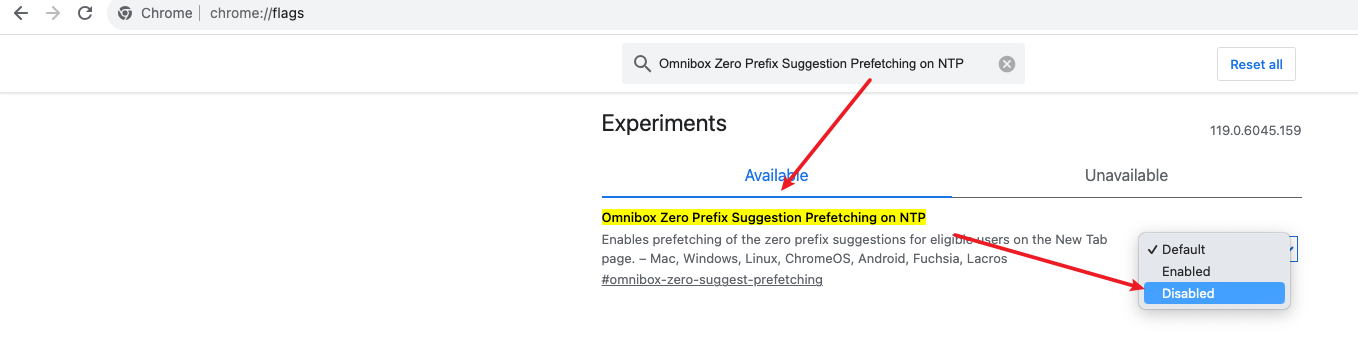 Chrome | chrome://flags
Omnibox Zero Prefix Suggestion Prefetching on NTP
Reset all
Experiments
119.0.6045.159
Available
Unavailable
Omnibox Zero Prefix Suggestion Prefetching on NTP
Enables prefetching of the zero prefix suggestions for eligible users on the New Tab
page. – Mac, Windows, Linux, ChromeOS, Android, Fuchsia, Lacros
#omnibox-zero-suggest-prefetching
✓ Default
Enabled
Disabled